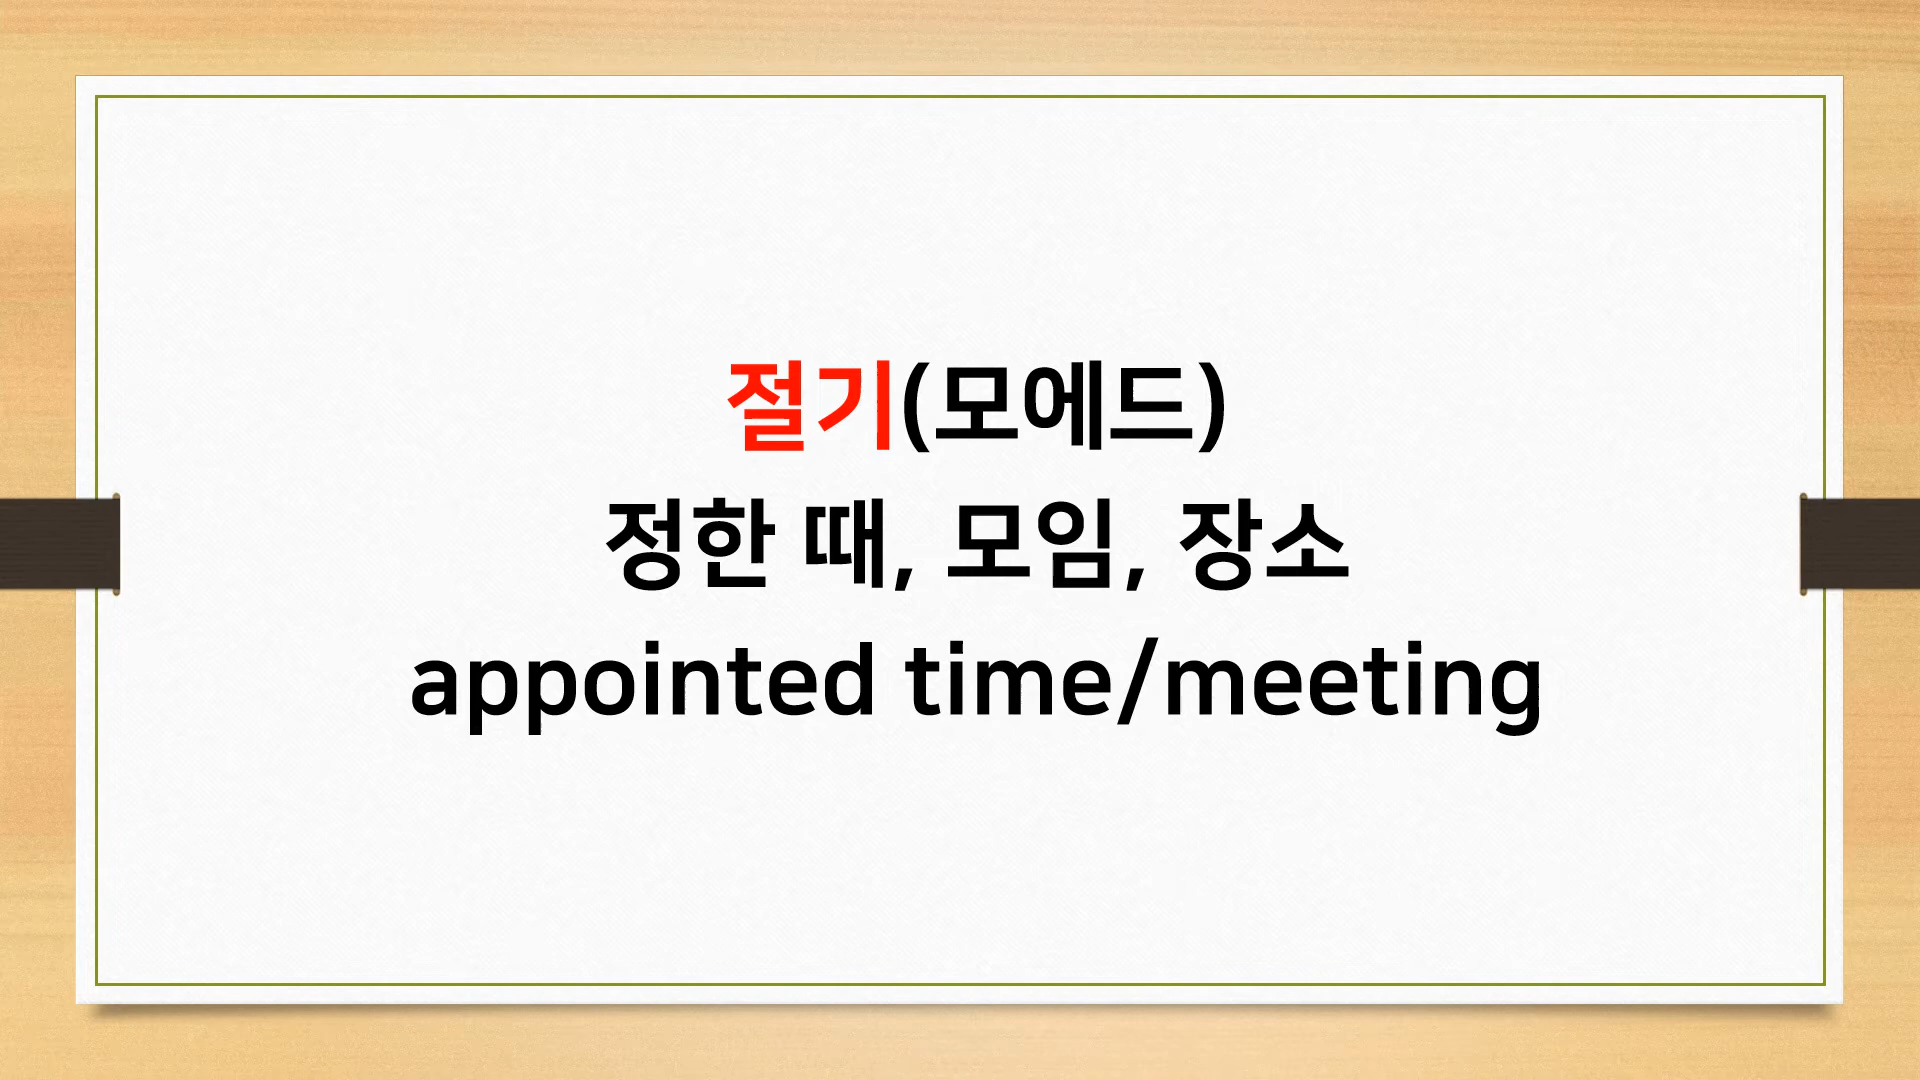 절기(모에드)
정한 때, 모임, 장소
appointed time/meeting